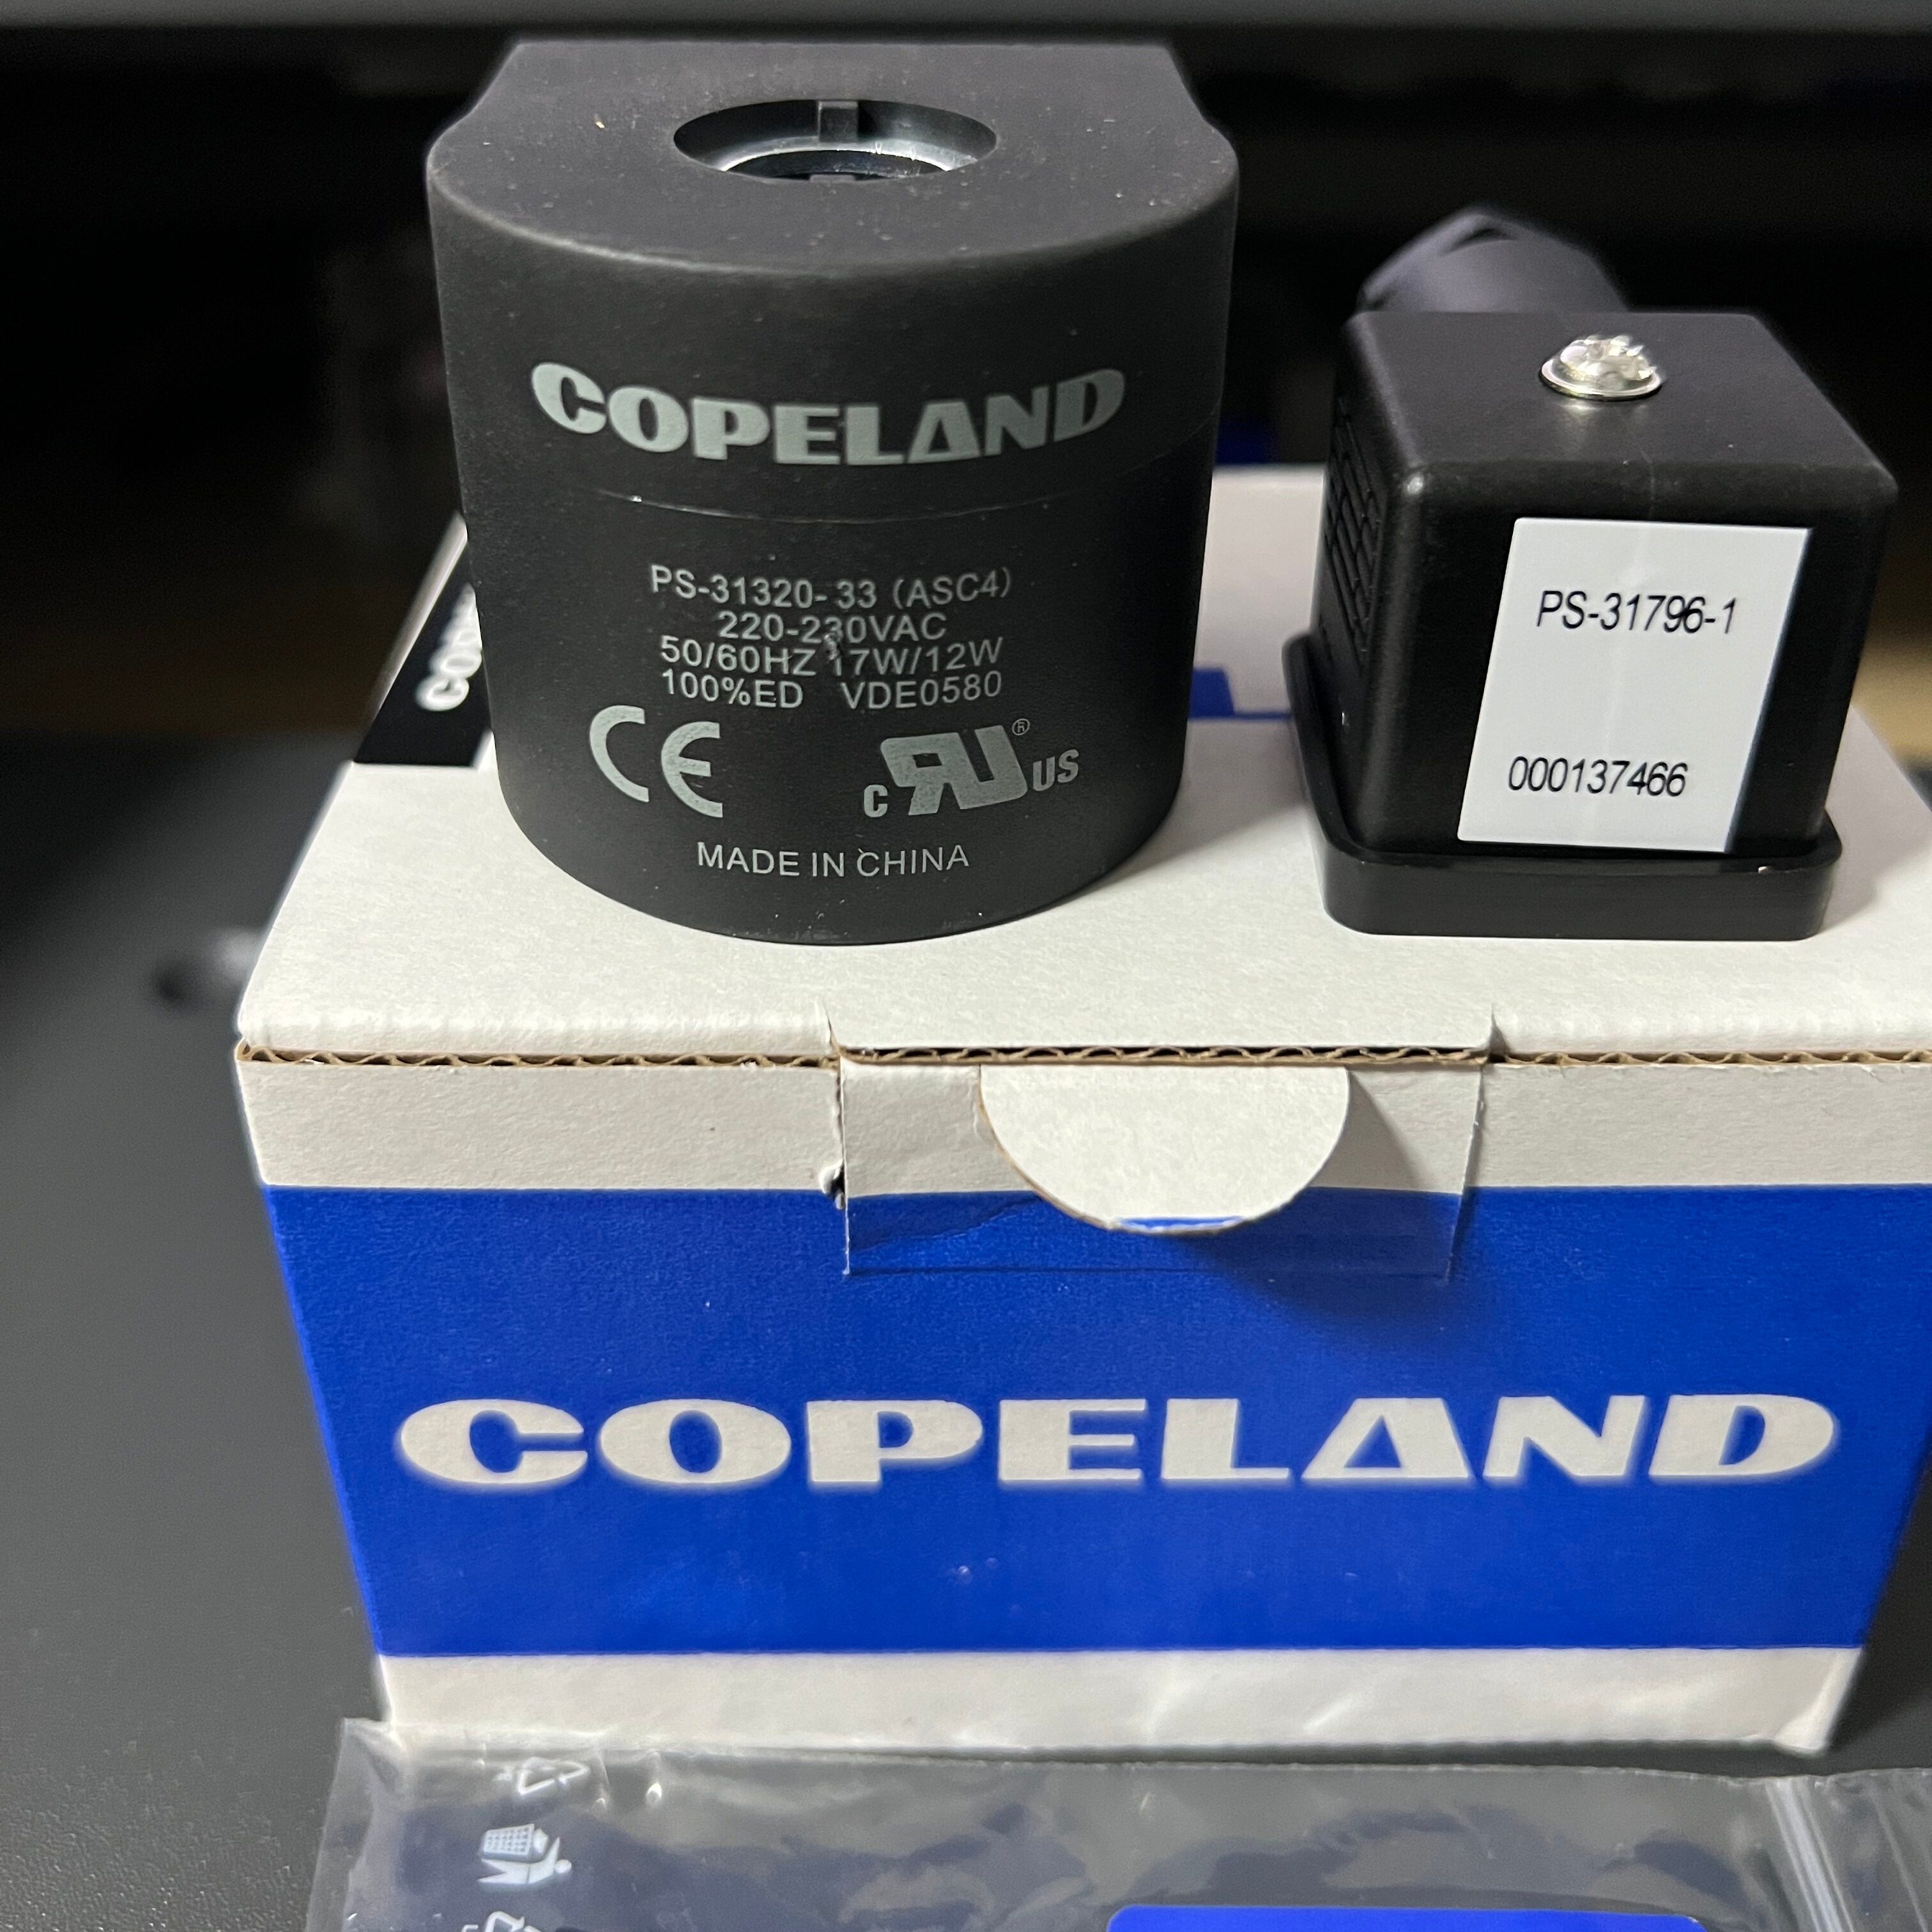 COPELAND
PS-31320-33 (ASC4)
220-230VAC
50/60HZ 17W/12W
100%ED VDE0580
CE
c RU® US
MADE IN CHINA
PS-31796-1
000137466
COPELAND